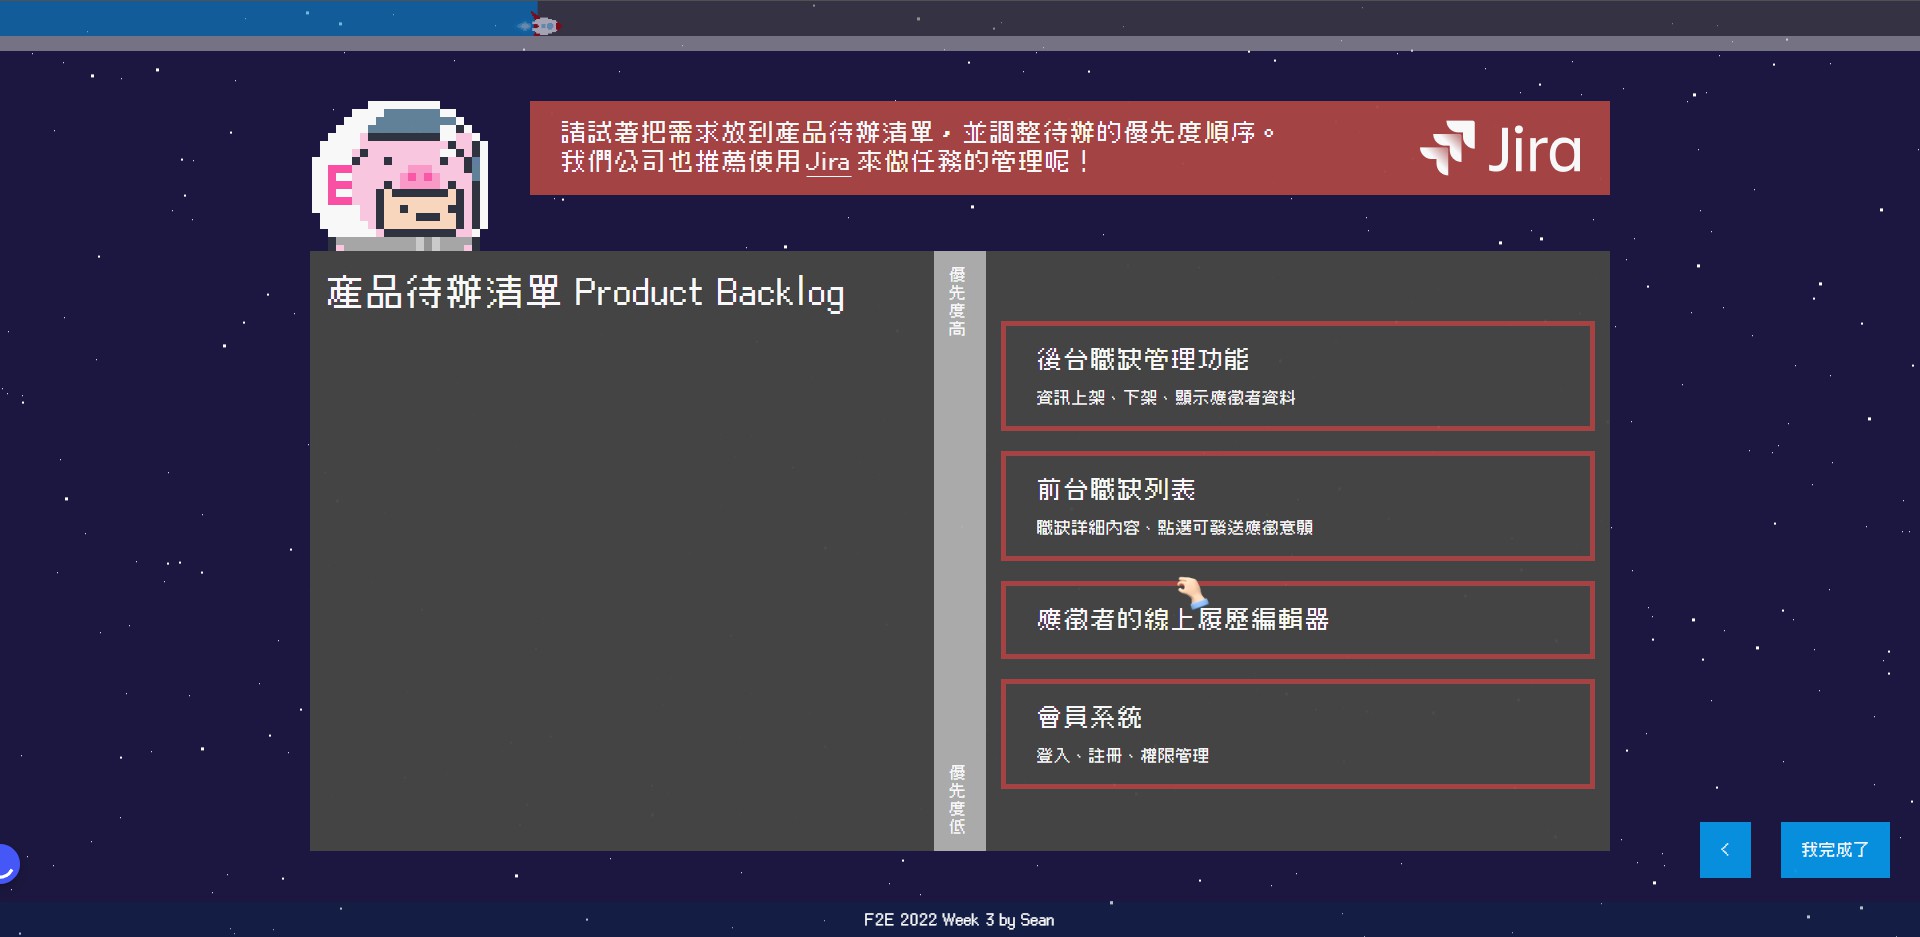 請試著把需求放到產品待辦清單，並調整待辦的優先度順序。
我們公司也推薦使用 Jira 來做任務的管理呢！
Jira
E
產品待辦清單 Product Backlog
優先度高
後台職缺管理功能
資訊上架、下架、顯示應徵者資料
前台職缺列表
職缺詳細內容、點選可發送應徵意願
應徵者的線上履歷編輯器
會員系統
登入、註冊、權限管理
優先度低
<
我完成了
F2E 2022 Week 3 by Sean